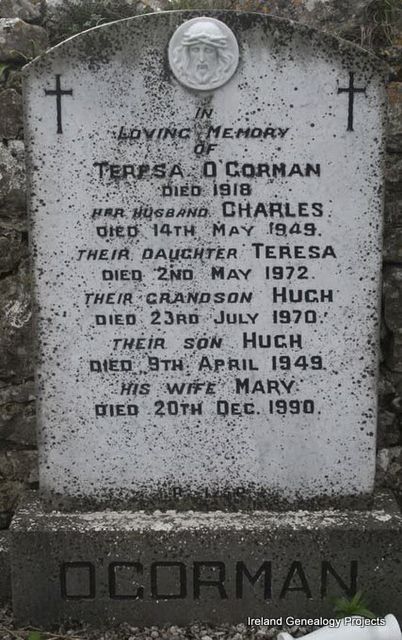 IN
LOVING MEMORY
OF
TERESA O'GORMAN
DIED 1918
HER HUSBAND CHARLES
DIED 14TH MAY 1949.
THEIR DAUGHTER TERESA
DIED 2ND MAY 1972.
THEIR GRANDSON HUGH
DIED 23RD JULY 1970.
THEIR SON HUGH
DIED 9TH APRIL 1949.
HIS WIFE MARY
DIED 20TH DEC. 1990.
O'GORMAN
Ireland Genealogy Projects